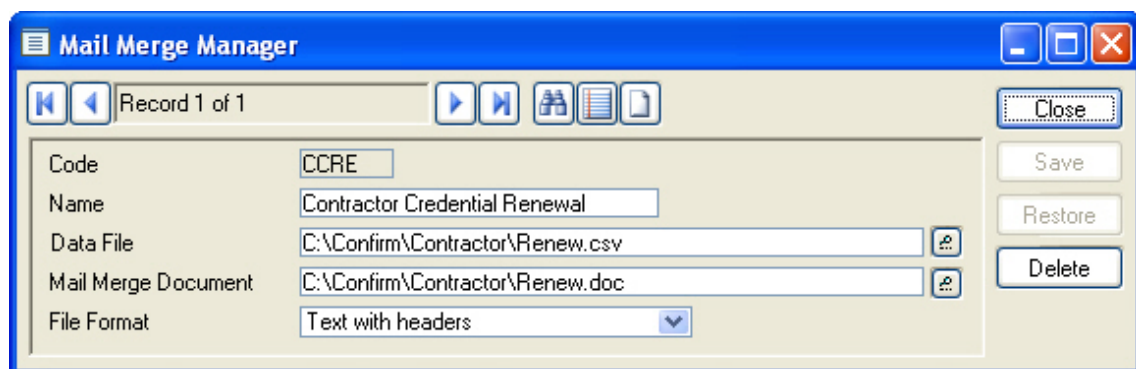 Mail Merge Manager
Record 1 of 1
Close
Code CCRE
Save
Name Contractor Credential Renewal
Restore
Data File C:\Confirm\Contractor\Renew.csv
Delete
Mail Merge Document C:\Confirm\Contractor\Renew.doc
File Format Text with headers